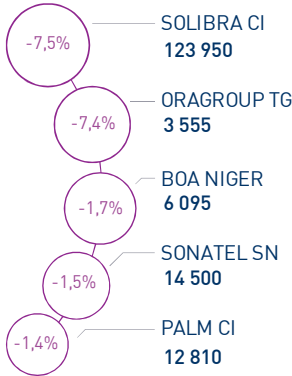 -7,5%
SOLIBRA CI
123 950
-7,4%
ORAGROUP TG
3 555
-1,7%
BOA NIGER
6 095
-1,5%
SONATEL SN
14 500
-1,4%
PALM CI
12 810